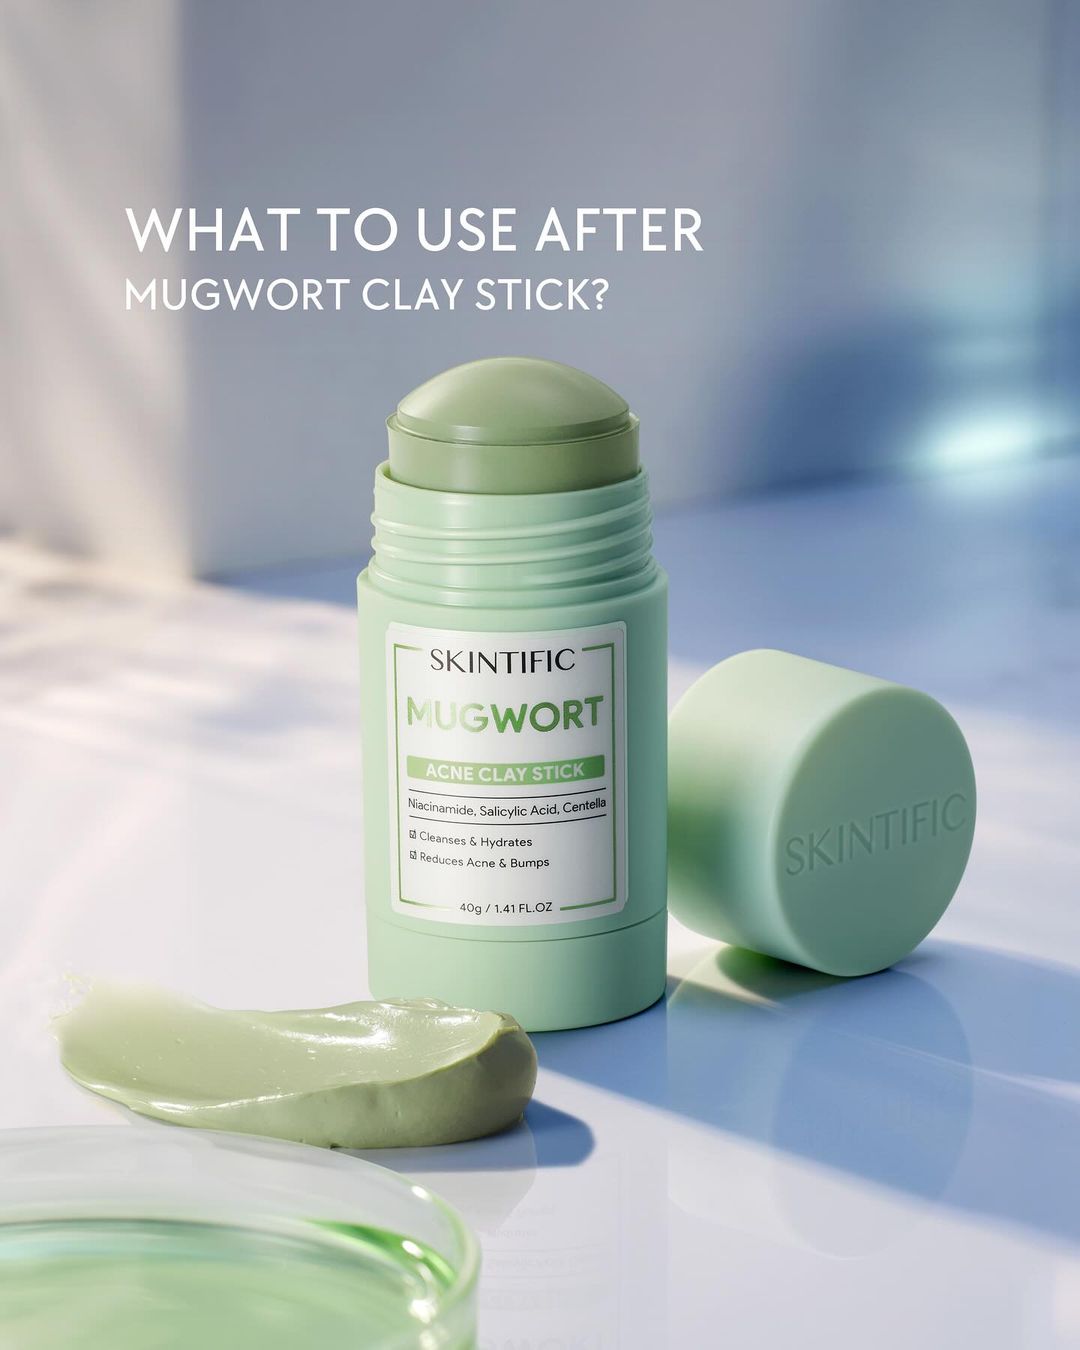 WHAT TO USE AFTER
MUGWORT CLAY STICK?
SKINTIFIC
MUGWORT
ACNE CLAY STICK
Niacinamide, Salicylic Acid, Centella
☑ Cleanses & Hydrates
☑ Reduces Acne & Bumps
40g / 1.41 FL.OZ
SKINTIFIC